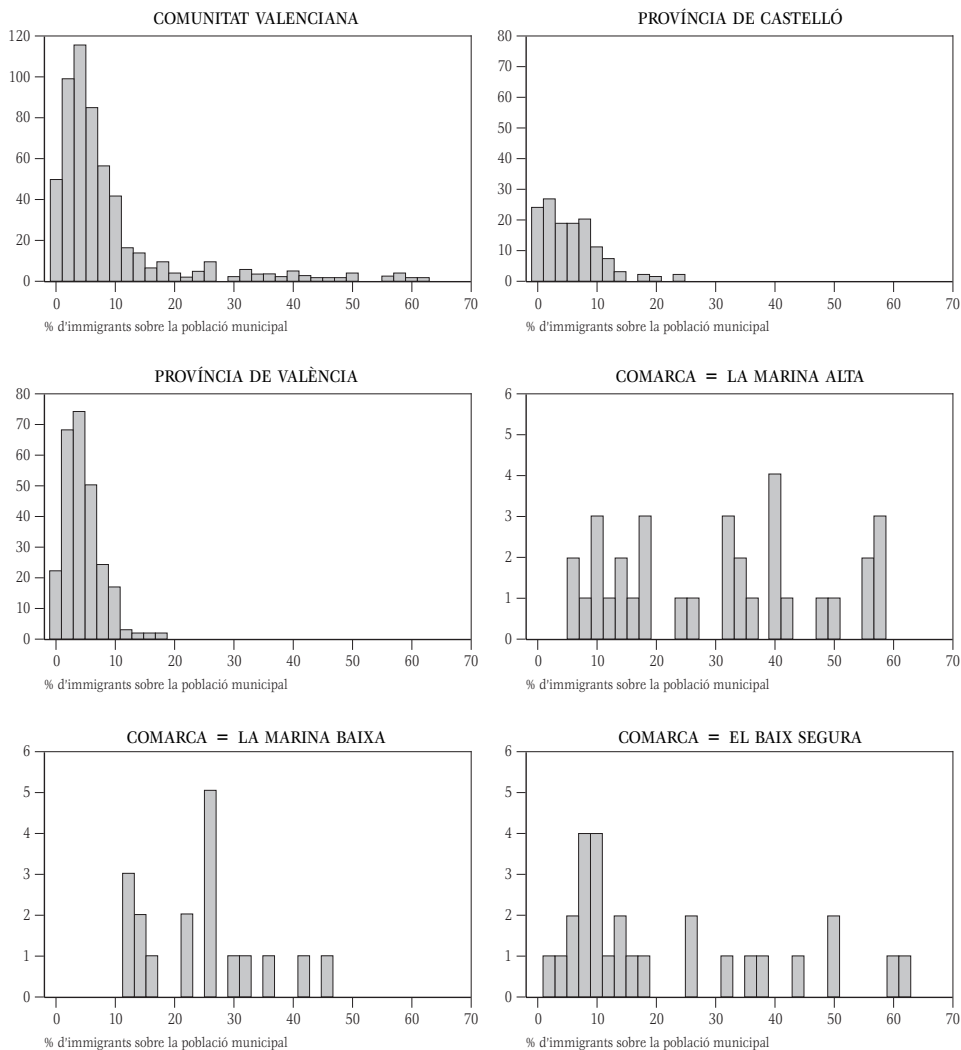 COMUNITAT VALENCIANA
120
100
80
60
40
20
0
0 10 20 30 40 50 60 70
% d'immigrants sobre la població municipal
PROVÍNCIA DE CASTELLÓ
80
70
60
50
40
30
20
10
0
0 10 20 30 40 50 60 70
% d'immigrants sobre la població municipal
PROVÍNCIA DE VALÈNCIA
80
70
60
50
40
30
20
10
0
0 10 20 30 40 50 60 70
% d'immigrants sobre la població municipal
COMARCA = LA MARINA ALTA
6
5
4
3
2
1
0
0 10 20 30 40 50 60 70
% d'immigrants sobre la població municipal
COMARCA = LA MARINA BAIXA
6
5
4
3
2
1
0
0 10 20 30 40 50 60 70
% d'immigrants sobre la població municipal
COMARCA = EL BAIX SEGURA
6
5
4
3
2
1
0
0 10 20 30 40 50 60 70
% d'immigrants sobre la població municipal